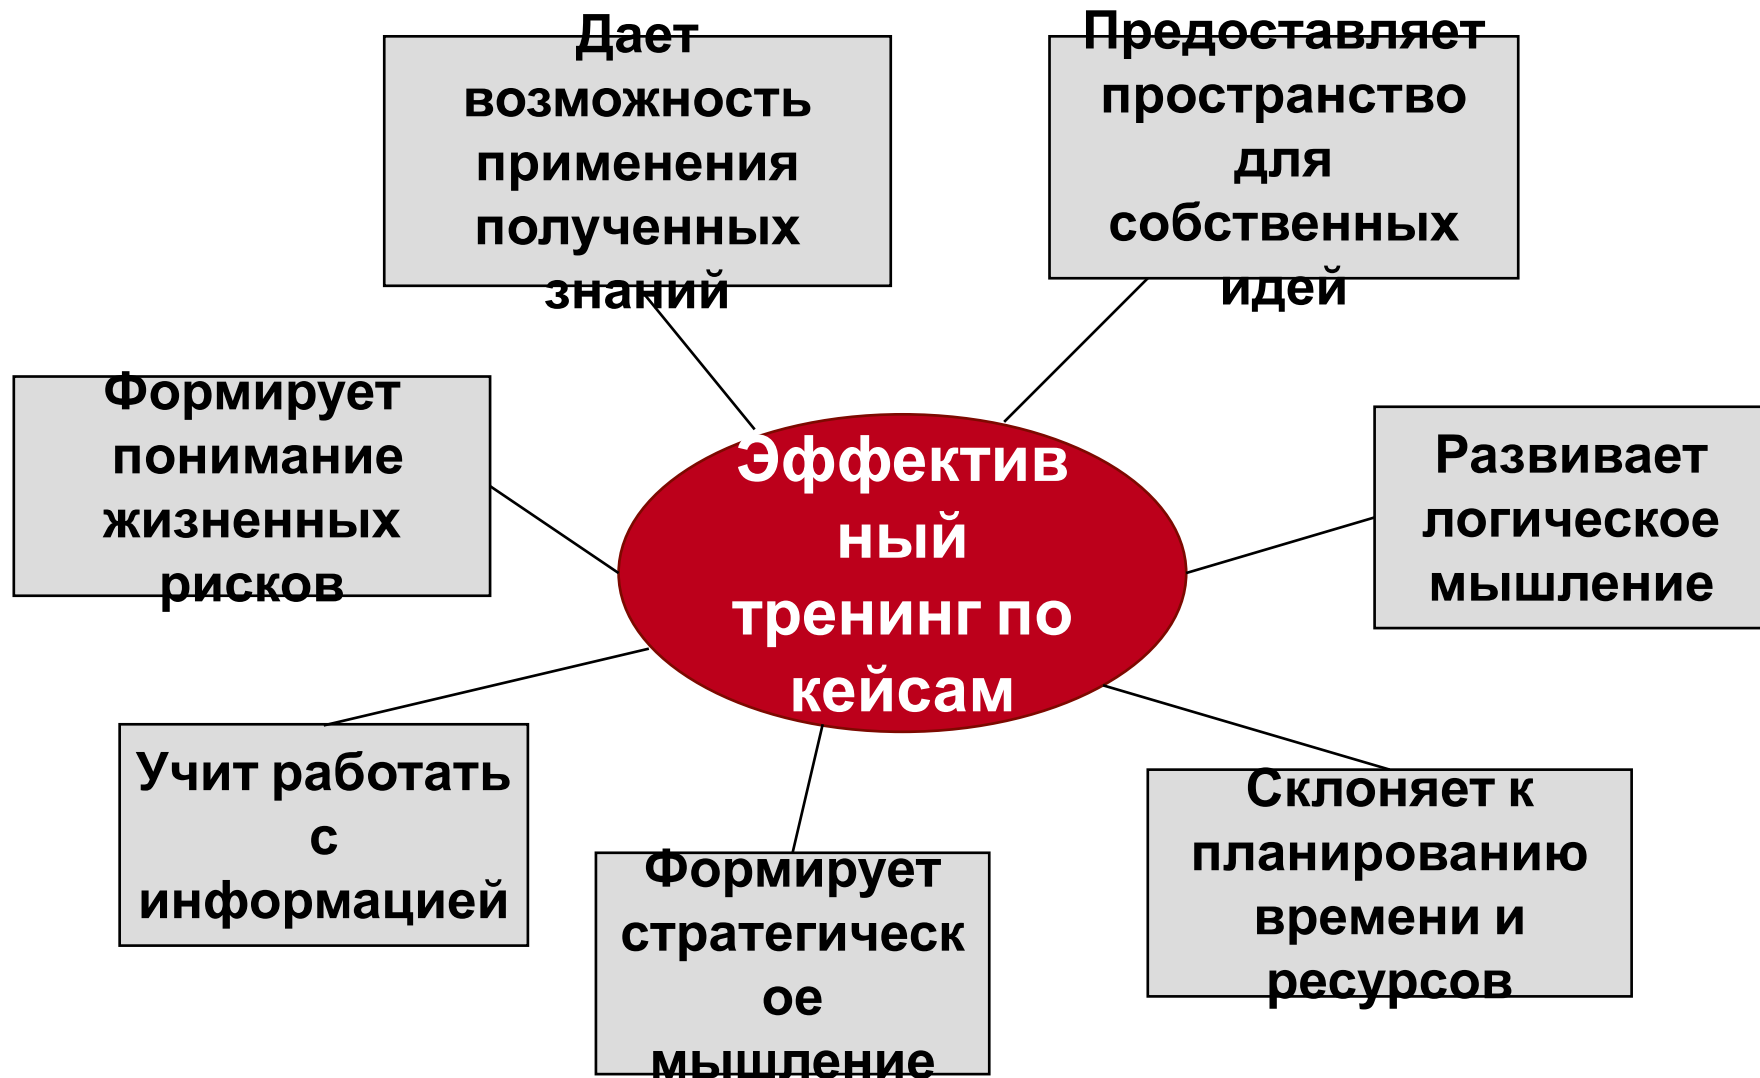 Дает
возможность
применения
полученных
знаний
Предоставляет
пространство
для
собственных
идей
Формирует
понимание
жизненных
рисков
Эффектив
ный
тренинг по
кейсам
Развивает
логическое
мышление
Учит работать
с
информацией
Формирует
стратегическ
ое
мышление
Склоняет к
планированию
времени и
ресурсов